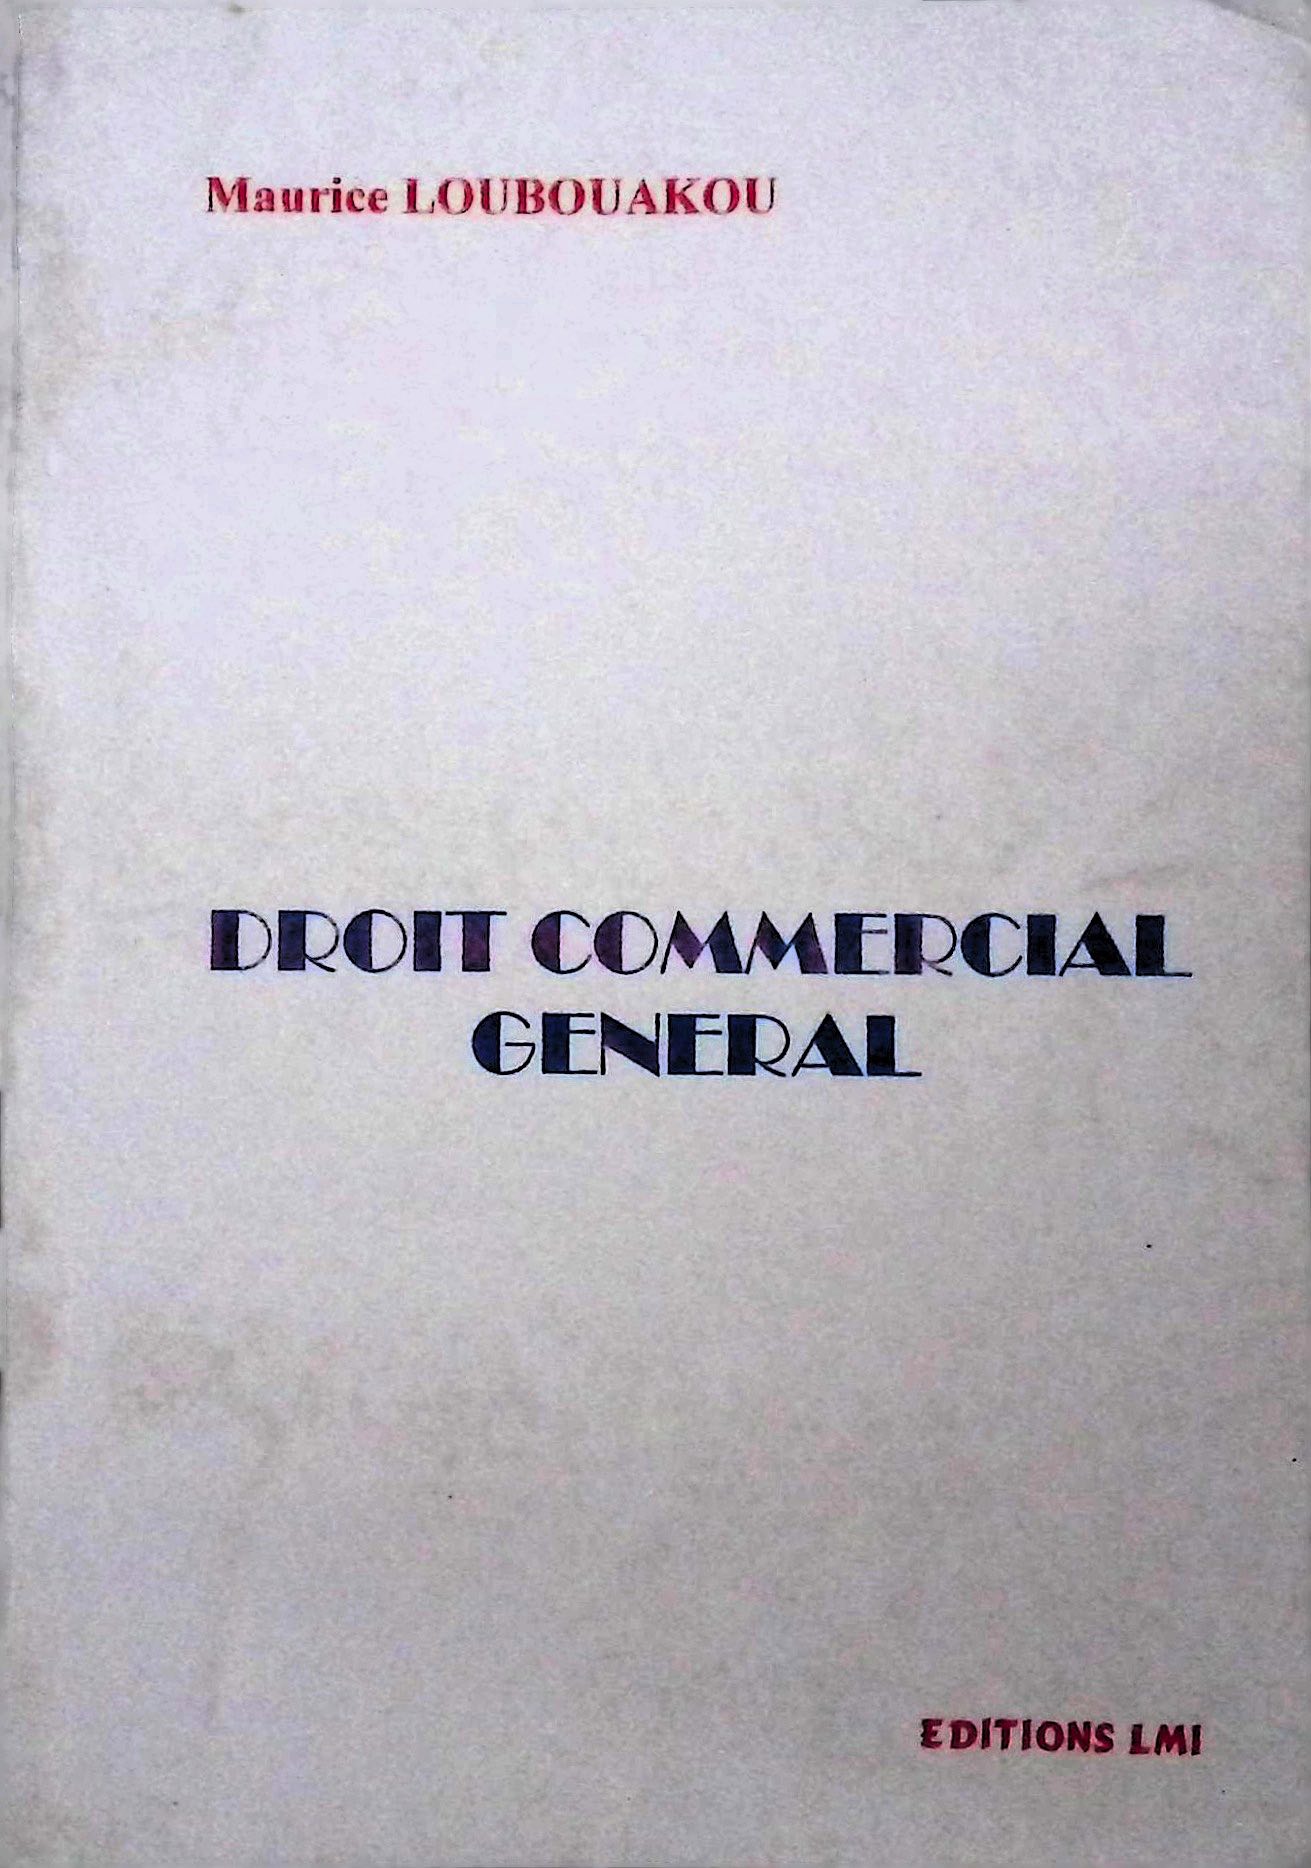 Maurice LOUBOUAKOU
DROIT COMMERCIAL
GENERAL
EDITIONS LMI